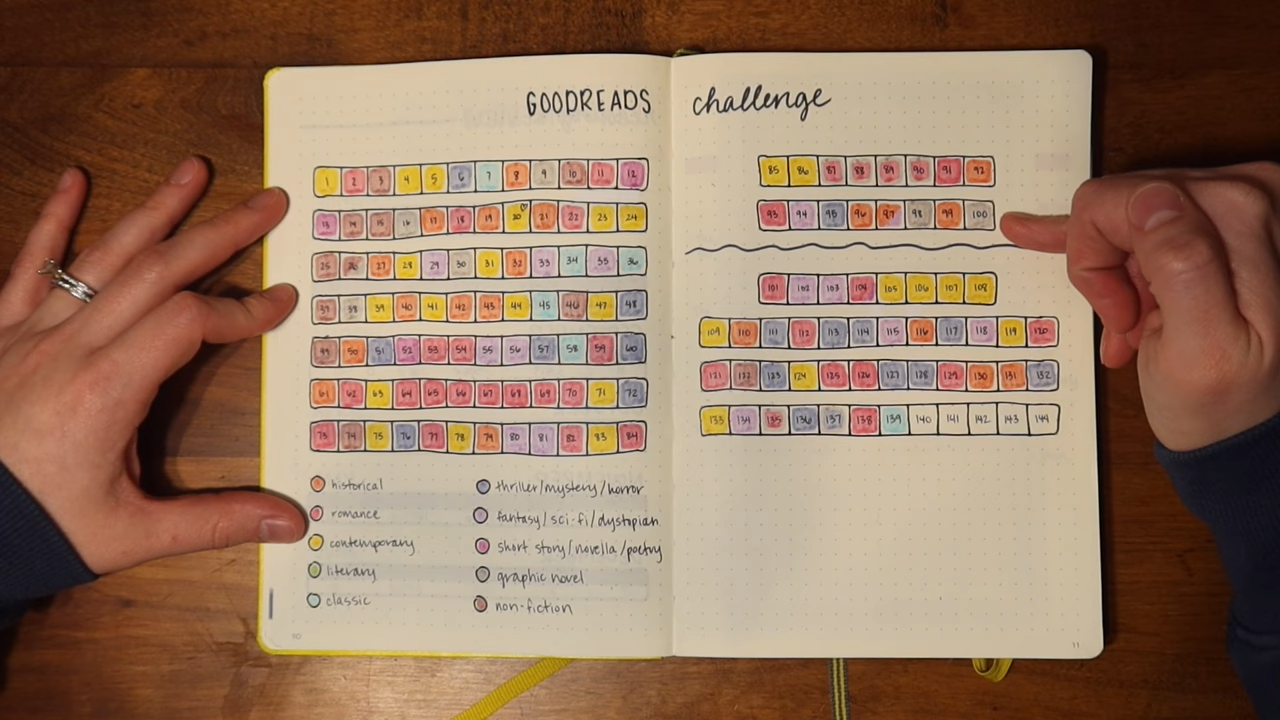 GOODREADS challenge
1 2 3 4 5 6 7 8 9 10 11 12
13 14 15 16 17 18 19 20 21 22 23 24
25 26 27 28 29 30 31 32 33 34 35 36
37 38 39 40 41 42 43 44 45 46 47 48
49 50 51 52 53 54 55 56 57 58 59 60
61 62 63 64 65 66 67 68 69 70 71 72
73 74 75 76 77 78 79 80 81 82 83 84
historical
romance
contemporary
literary
classic
thriller/mystery/horror
fantasy/sci-fi/dystopian
short story/novella/poetry
graphic novel
non-fiction
10
85 86 87 88 89 90 91 92
93 94 95 96 97 98 99 100
101 102 103 104 105 106 107 108
109 110 111 112 113 114 115 116 117 118 119 120
121 122 123 124 125 126 127 128 129 130 131 132
133 134 135 136 137 138 139 140 141 142 143 144
11